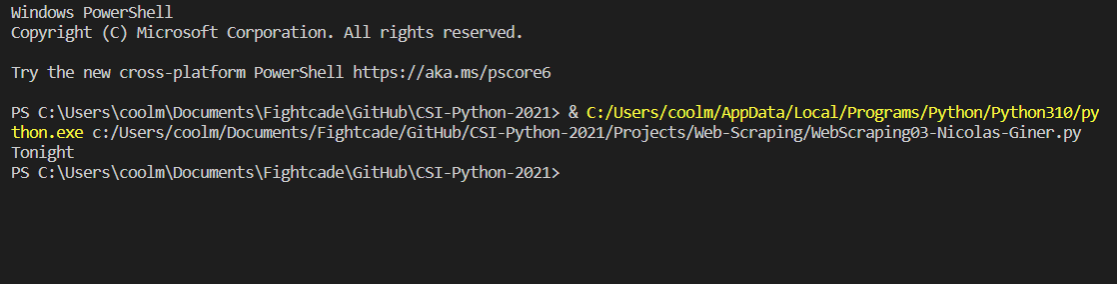 Windows PowerShell
Copyright (C) Microsoft Corporation. All rights reserved.
Try the new cross-platform PowerShell https://aka.ms/pscore6
PS C:\Users\coolm\Documents\Fightcade\GitHub\CSI-Python-2021> & C:/Users/coolm/AppData/Local/Programs/Python/Python310/py
thon.exe c:/Users/coolm/Documents/Fightcade/GitHub/CSI-Python-2021/Projects/Web-Scraping/WebScraping03-Nicolas-Giner.py
Tonight
PS C:\Users\coolm\Documents\Fightcade\GitHub\CSI-Python-2021>